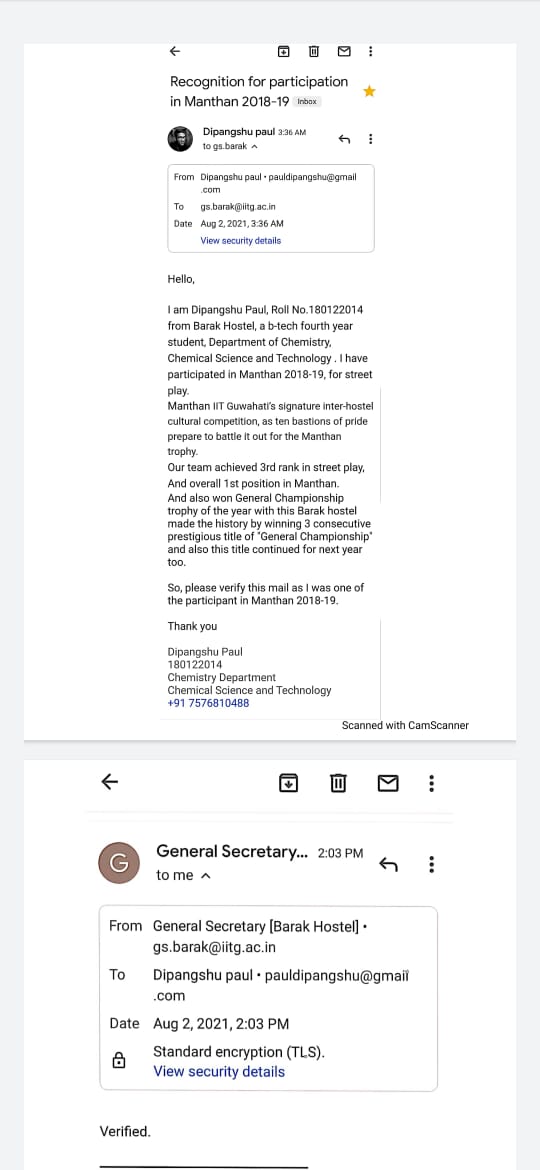 Recognition for participation
in Manthan 2018-19 Inbox
Dipangshu paul 3:36 AM
to gs.barak
From Dipangshu paul • pauldipangshu@gmail
.com
To gs.barak@iitg.ac.in
Date Aug 2, 2021, 3:36 AM
View security details
Hello,
I am Dipangshu Paul, Roll No.180122014
from Barak Hostel, a b-tech fourth year
student, Department of Chemistry,
Chemical Science and Technology . I have
participated in Manthan 2018-19, for street
play.
Manthan IIT Guwahati's signature inter-hostel
cultural competition, as ten bastions of pride
prepare to battle it out for the Manthan
trophy.
Our team achieved 3rd rank in street play,
And overall 1st position in Manthan.
And also won General Championship
trophy of the year with this Barak hostel
made the history by winning 3 consecutive
prestigious title of "General Championship"
and also this title continued for next year
too.
So, please verify this mail as I was one of
the participant in Manthan 2018-19.
Thank you
Dipangshu Paul
180122014
Chemistry Department
Chemical Science and Technology
+91 7576810488
Scanned with CamScanner
G
General Secretary... 2:03 PM
to me
From General Secretary [Barak Hostel] •
gs.barak@iitg.ac.in
To Dipangshu paul • pauldipangshu@gmail
.com
Date Aug 2, 2021, 2:03 PM
Standard encryption (TLS).
View security details
Verified.